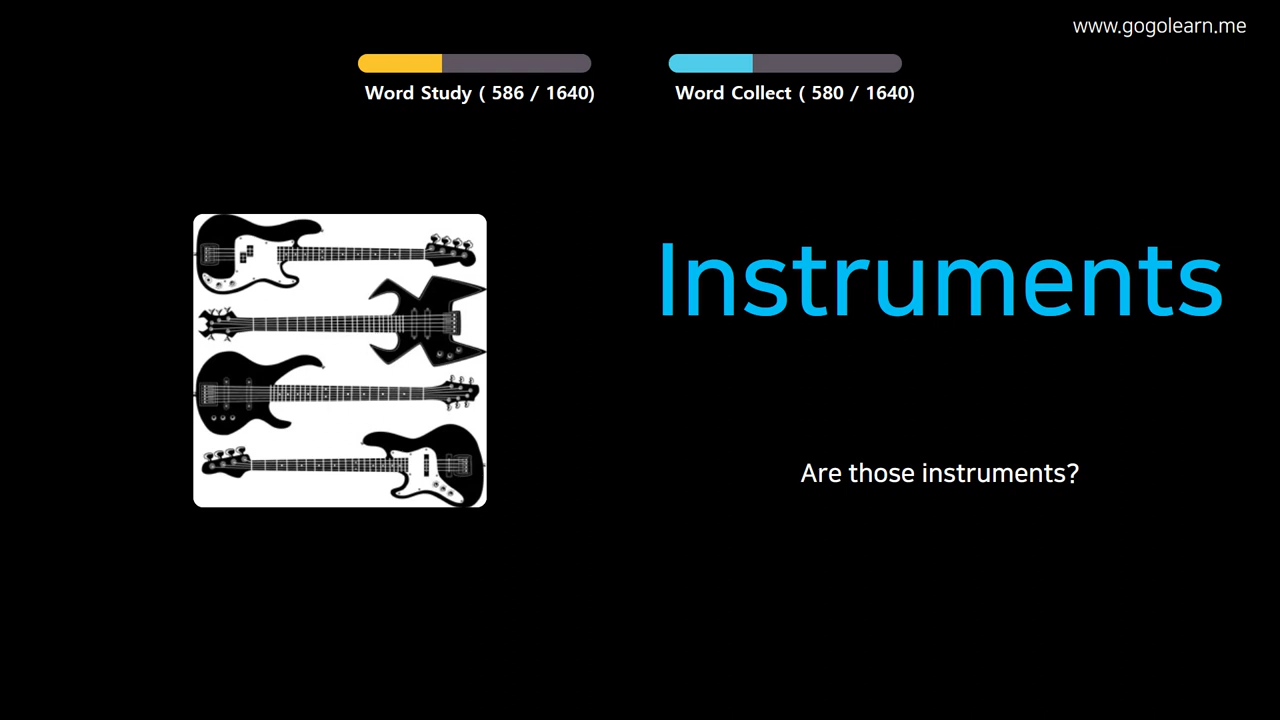 www.gogolearn.me
Word Study ( 586 / 1640)
Word Collect ( 580 / 1640)
Instruments
Are those instruments?